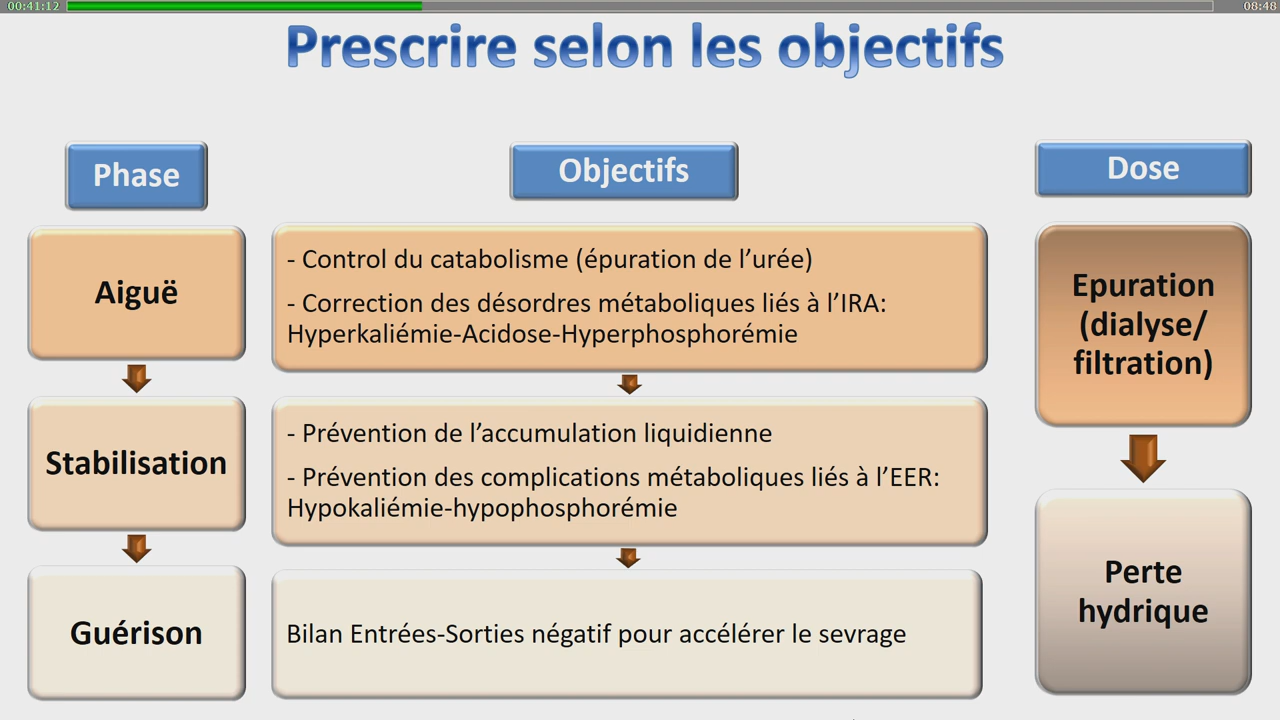 00:41:12
08:48
Prescrire selon les objectifs
Phase
Objectifs
Dose
Aiguë
- Control du catabolisme (épuration de l’urée)
- Correction des désordres métaboliques liés à l’IRA:
Hyperkaliémie-Acidose-Hyperphosphorémie
Epuration
(dialyse/
filtration)
Stabilisation
- Prévention de l’accumulation liquidienne
- Prévention des complications métaboliques liés à l’EER:
Hypokaliémie-hypophosphorémie
Perte
hydrique
Guérison
Bilan Entrées-Sorties négatif pour accélérer le sevrage